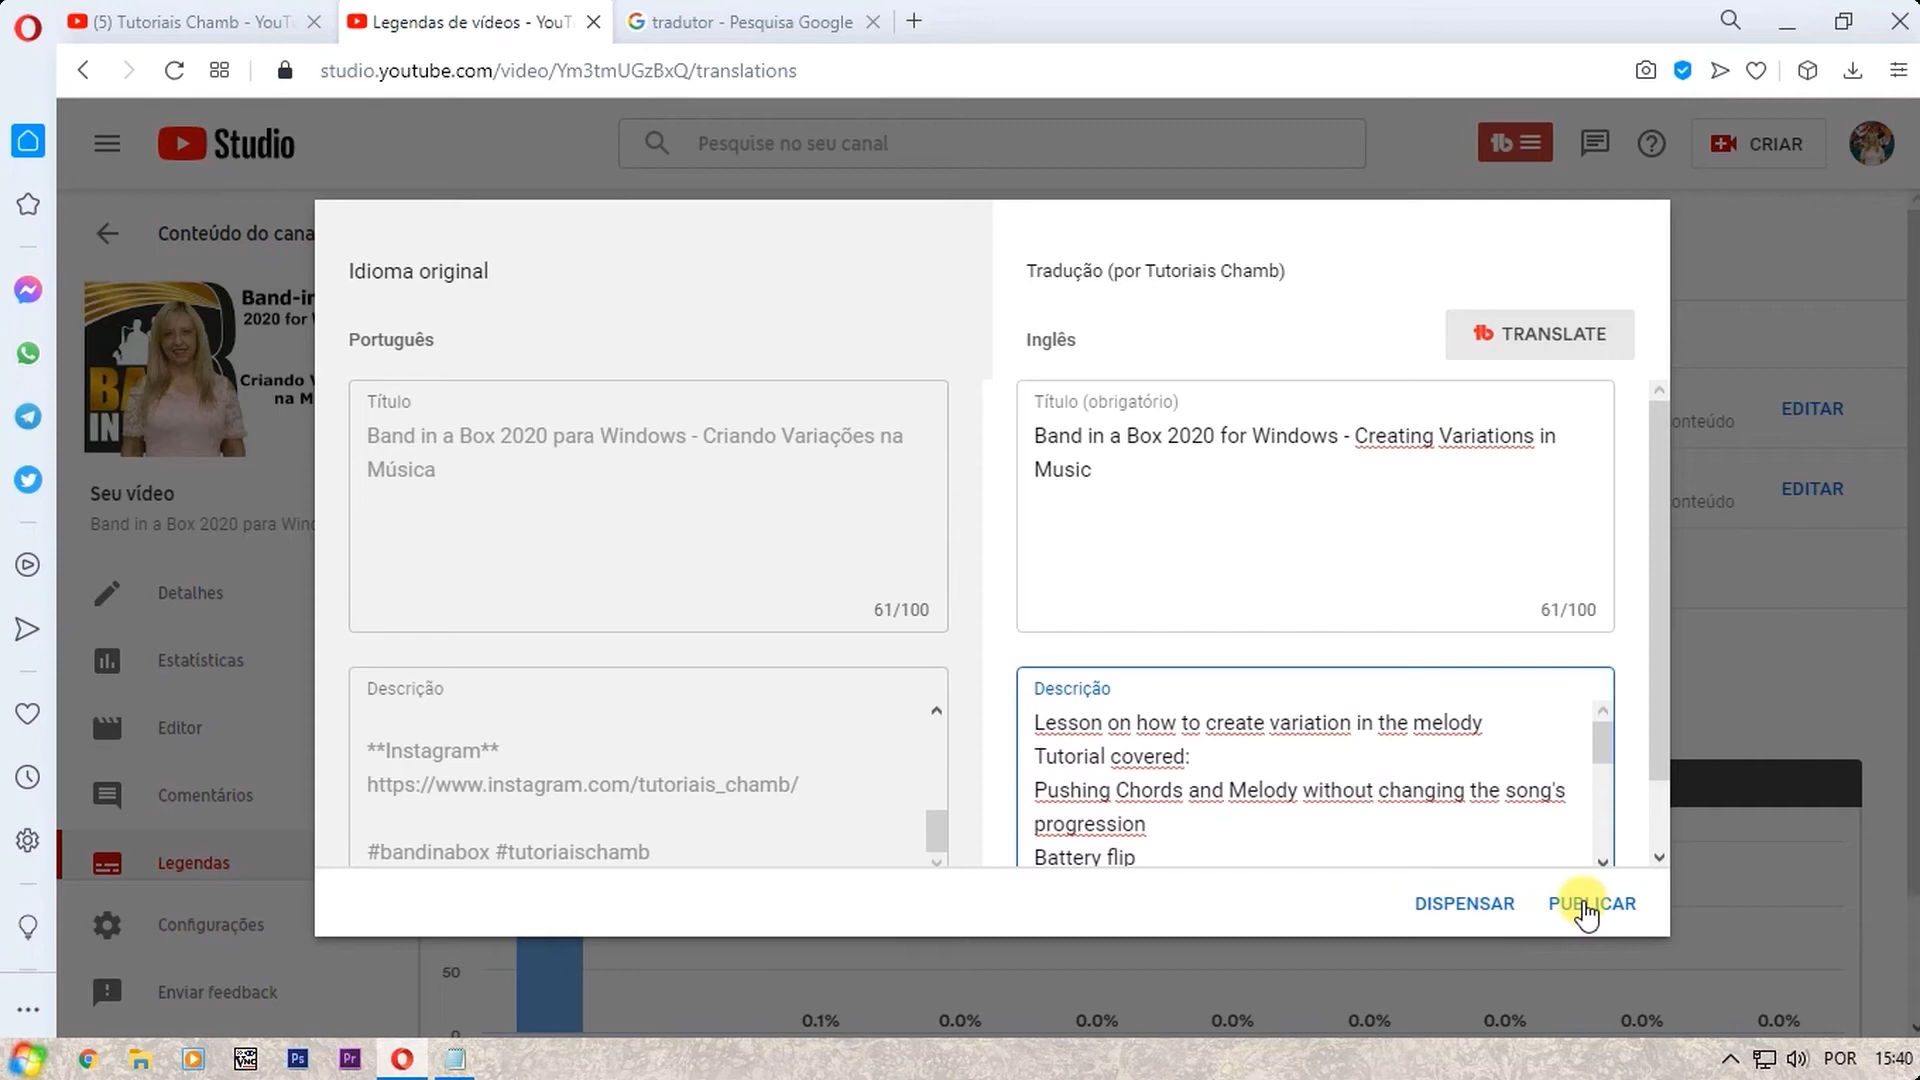 (5) Tutoriais Chamb - YouT
Legendas de vídeos - YouT
tradutor - Pesquisa Google
studio.youtube.com/video/Ym3tmUGzBxQ/translations
Studio
Pesquise no seu canal
CRIAR
Conteúdo do cana
Band-in
2020 for W
Criando V
na M
Seu vídeo
Band in a Box 2020 para Wind
Detalhes
Estatísticas
Editor
Comentários
Legendas
Configurações
Enviar feedback
Idioma original
Português
Título
Band in a Box 2020 para Windows - Criando Variações na
Música
61/100
Descrição
**Instagram**
https://www.instagram.com/tutoriais_chamb/
#bandinabox #tutoriaischamb
Tradução (por Tutoriais Chamb)
Inglês
TRANSLATE
Título (obrigatório)
Band in a Box 2020 for Windows - Creating Variations in
Music
61/100
Descrição
Lesson on how to create variation in the melody
Tutorial covered:
Pushing Chords and Melody without changing the song's
progression
Battery flip
DISPENSAR
PUBLICAR
onteúdo
EDITAR
onteúdo
EDITAR
50
0
0.1%
0.0%
0.0%
0.0%
0.0%
0.0%
0.0%
0.0%
POR
15:40